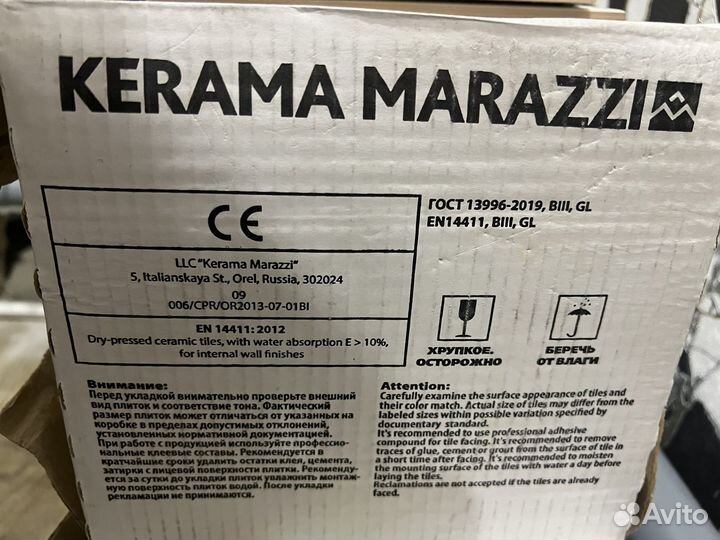 KERAMA MARAZZI
CE
LLC "Kerama Marazzi"
5, Italianskaya St., Orel, Russia, 302024
09
006/CPR/OR2013-07-01BI
EN 14411: 2012
Dry-pressed ceramic tiles, with water absorption E > 10%,
for internal wall finishes
ГОСТ 13996-2019, BIII, GL
EN14411, BIII, GL
ХРУПКОЕ.
ОСТОРОЖНО
БЕРЕЧЬ
ОТ ВЛАГИ
Внимание:
Перед укладкой внимательно проверьте внешний
вид плиток и соответствие тона. Фактический
размер плиток может отличаться от указанных на
коробке в пределах допустимых отклонений,
установленных нормативной документацией.
При работе с продукцией используйте профессио-
нальные клеевые составы. Рекомендуется в
кратчайшие сроки удалить остатки клея, цемента,
затирки с лицевой поверхности плитки. Рекомендует-
ся за сутки до укладки плиток увлажнить монтаж-
ную поверхность плиток водой. После укладки
рекламации не принимаются.
Attention:
Carefully examine the surface appearance of tiles and
their color match. Actual size of tiles may differ from the
labeled sizes within possible variation specified by
documentary standard.
It's recommended to use professional adhesive
compound for tile facing. It's recommended to remove
traces of glue, cement or grout from the surface of tile in
a short time after facing. It's recommended to moisten
the mounting surface of the tiles with water a day before
laying the tiles.
Reclamations are not accepted if the tiles are already
faced.
Avito